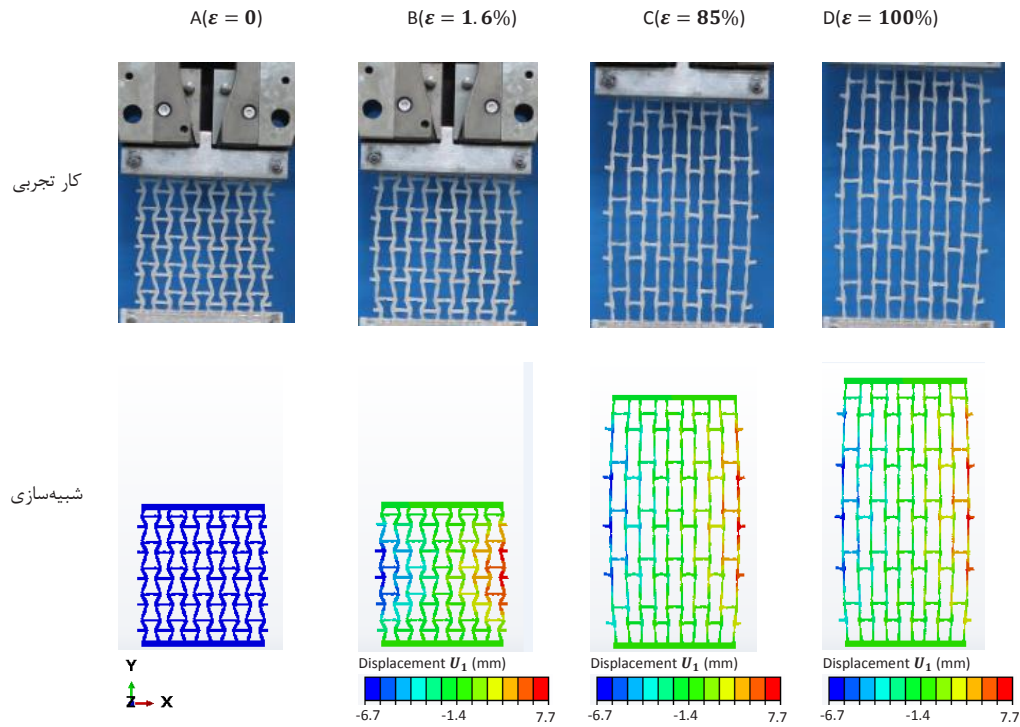 A(ε = 0)
B(ε = 1.6%)
C(ε = 85%)
D(ε = 100%)
کار تجربی
شبیه‌سازی
Y
Z
X
Displacement U₁ (mm)
-6.7 -1.4 7.7
Displacement U₁ (mm)
-6.7 -1.4 7.7
Displacement U₁ (mm)
-6.7 -1.4 7.7